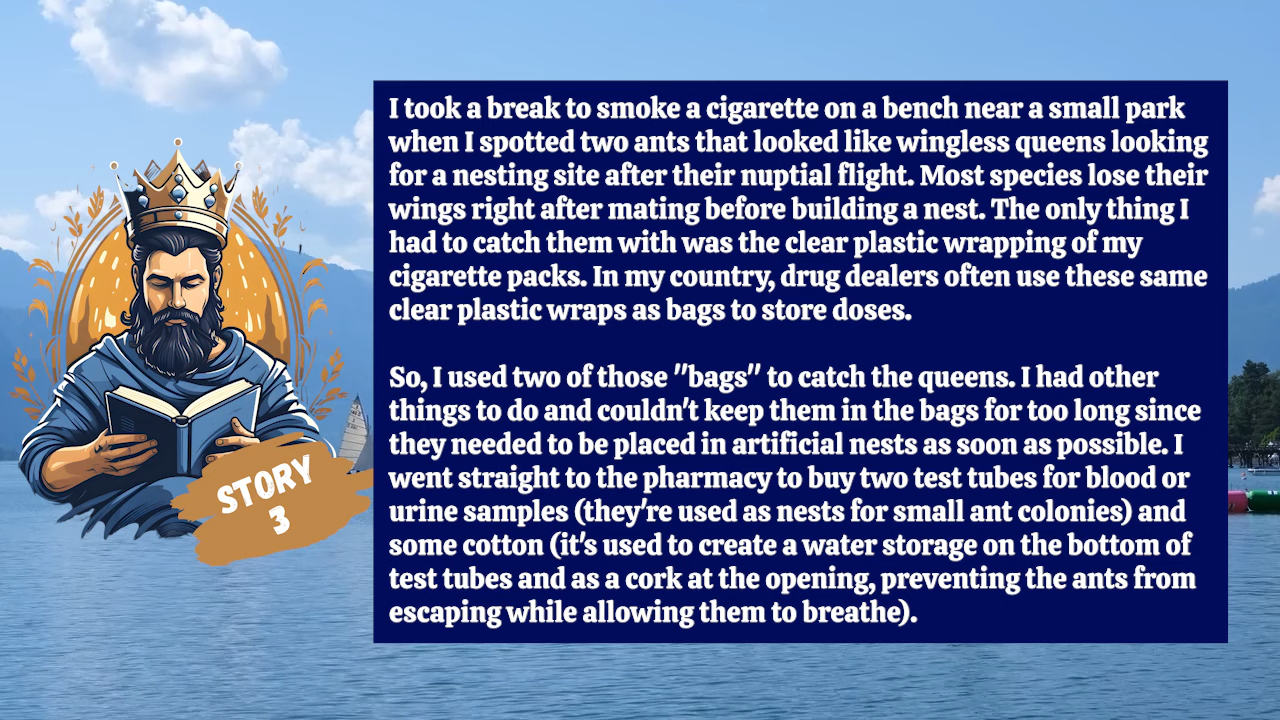 I took a break to smoke a cigarette on a bench near a small park
when I spotted two ants that looked like wingless queens looking
for a nesting site after their nuptial flight. Most species lose their
wings right after mating before building a nest. The only thing I
had to catch them with was the clear plastic wrapping of my
cigarette packs. In my country, drug dealers often use these same
clear plastic wraps as bags to store doses.
So, I used two of those "bags" to catch the queens. I had other
things to do and couldn't keep them in the bags for too long since
they needed to be placed in artificial nests as soon as possible. I
went straight to the pharmacy to buy two test tubes for blood or
urine samples (they're used as nests for small ant colonies) and
some cotton (it's used to create a water storage on the bottom of
test tubes and as a cork at the opening, preventing the ants from
escaping while allowing them to breathe).
STORY
3